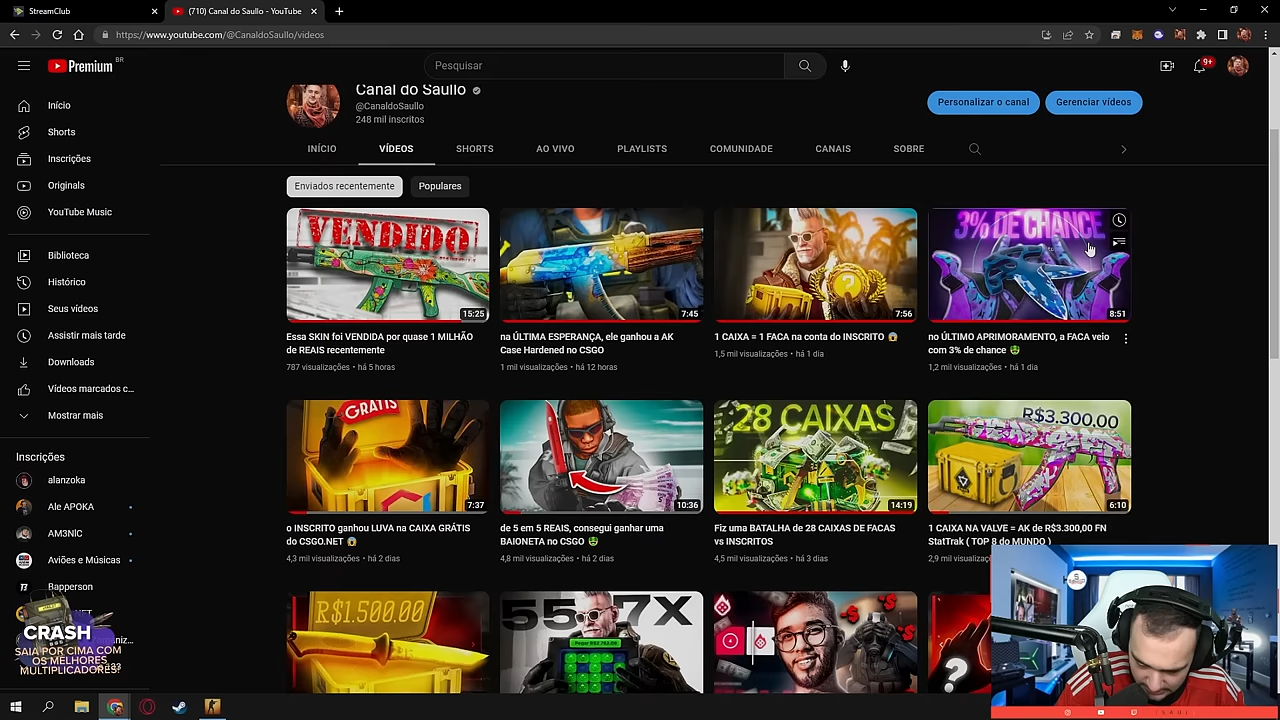 StreamClub
(710) Canal do Saullo - YouTube
https://www.youtube.com/@CanaldoSaullo/videos
Premium BR
Pesquisar
9+
Início
Shorts
Inscrições
Originals
YouTube Music
Biblioteca
Histórico
Seus vídeos
Assistir mais tarde
Downloads
Vídeos marcados c...
Mostrar mais
Inscrições
alanzoka
Ale APOKA
AM3NIC
Aviões e Músicas
Rapperson
CRASH
SAIA POR CIMA COM
OS MELHORES
MULTIPLICADORES.
Canal do Saullo
@CanaldoSaullo
248 mil inscritos
Personalizar o canal
Gerenciar vídeos
INÍCIO
VÍDEOS
SHORTS
AO VIVO
PLAYLISTS
COMUNIDADE
CANAIS
SOBRE
Enviados recentemente
Populares
VENDIDO
15:25
Essa SKIN foi VENDIDA por quase 1 MILHÃO
de REAIS recentemente
787 visualizações • há 5 horas
7:45
na ÚLTIMA ESPERANÇA, ele ganhou a AK
Case Hardened no CSGO
1 mil visualizações • há 12 horas
?
7:56
1 CAIXA = 1 FACA na conta do INSCRITO 😱
1,5 mil visualizações • há 1 dia
3% DE CHANCE
8:51
no ÚLTIMO APRIMORAMENTO, a FACA veio
com 3% de chance 🤑
1,2 mil visualizações • há 1 dia
GRATIS
7:37
o INSCRITO ganhou LUVA na CAIXA GRÁTIS
do CSGO.NET 😱
4,3 mil visualizações • há 2 dias
10:36
de 5 em 5 REAIS, consegui ganhar uma
BAIONETA no CSGO 🤑
4,8 mil visualizações • há 2 dias
28 CAIXAS
14:19
Fiz uma BATALHA de 28 CAIXAS DE FACAS
vs INSCRITOS
4,5 mil visualizações • há 3 dias
R$3.300,00
6:10
1 CAIXA NA VALVE = AK de R$3.300,00 FN
StatTrak ( TOP 8 do MUNDO )
2,9 mil
R$1.500.00
?